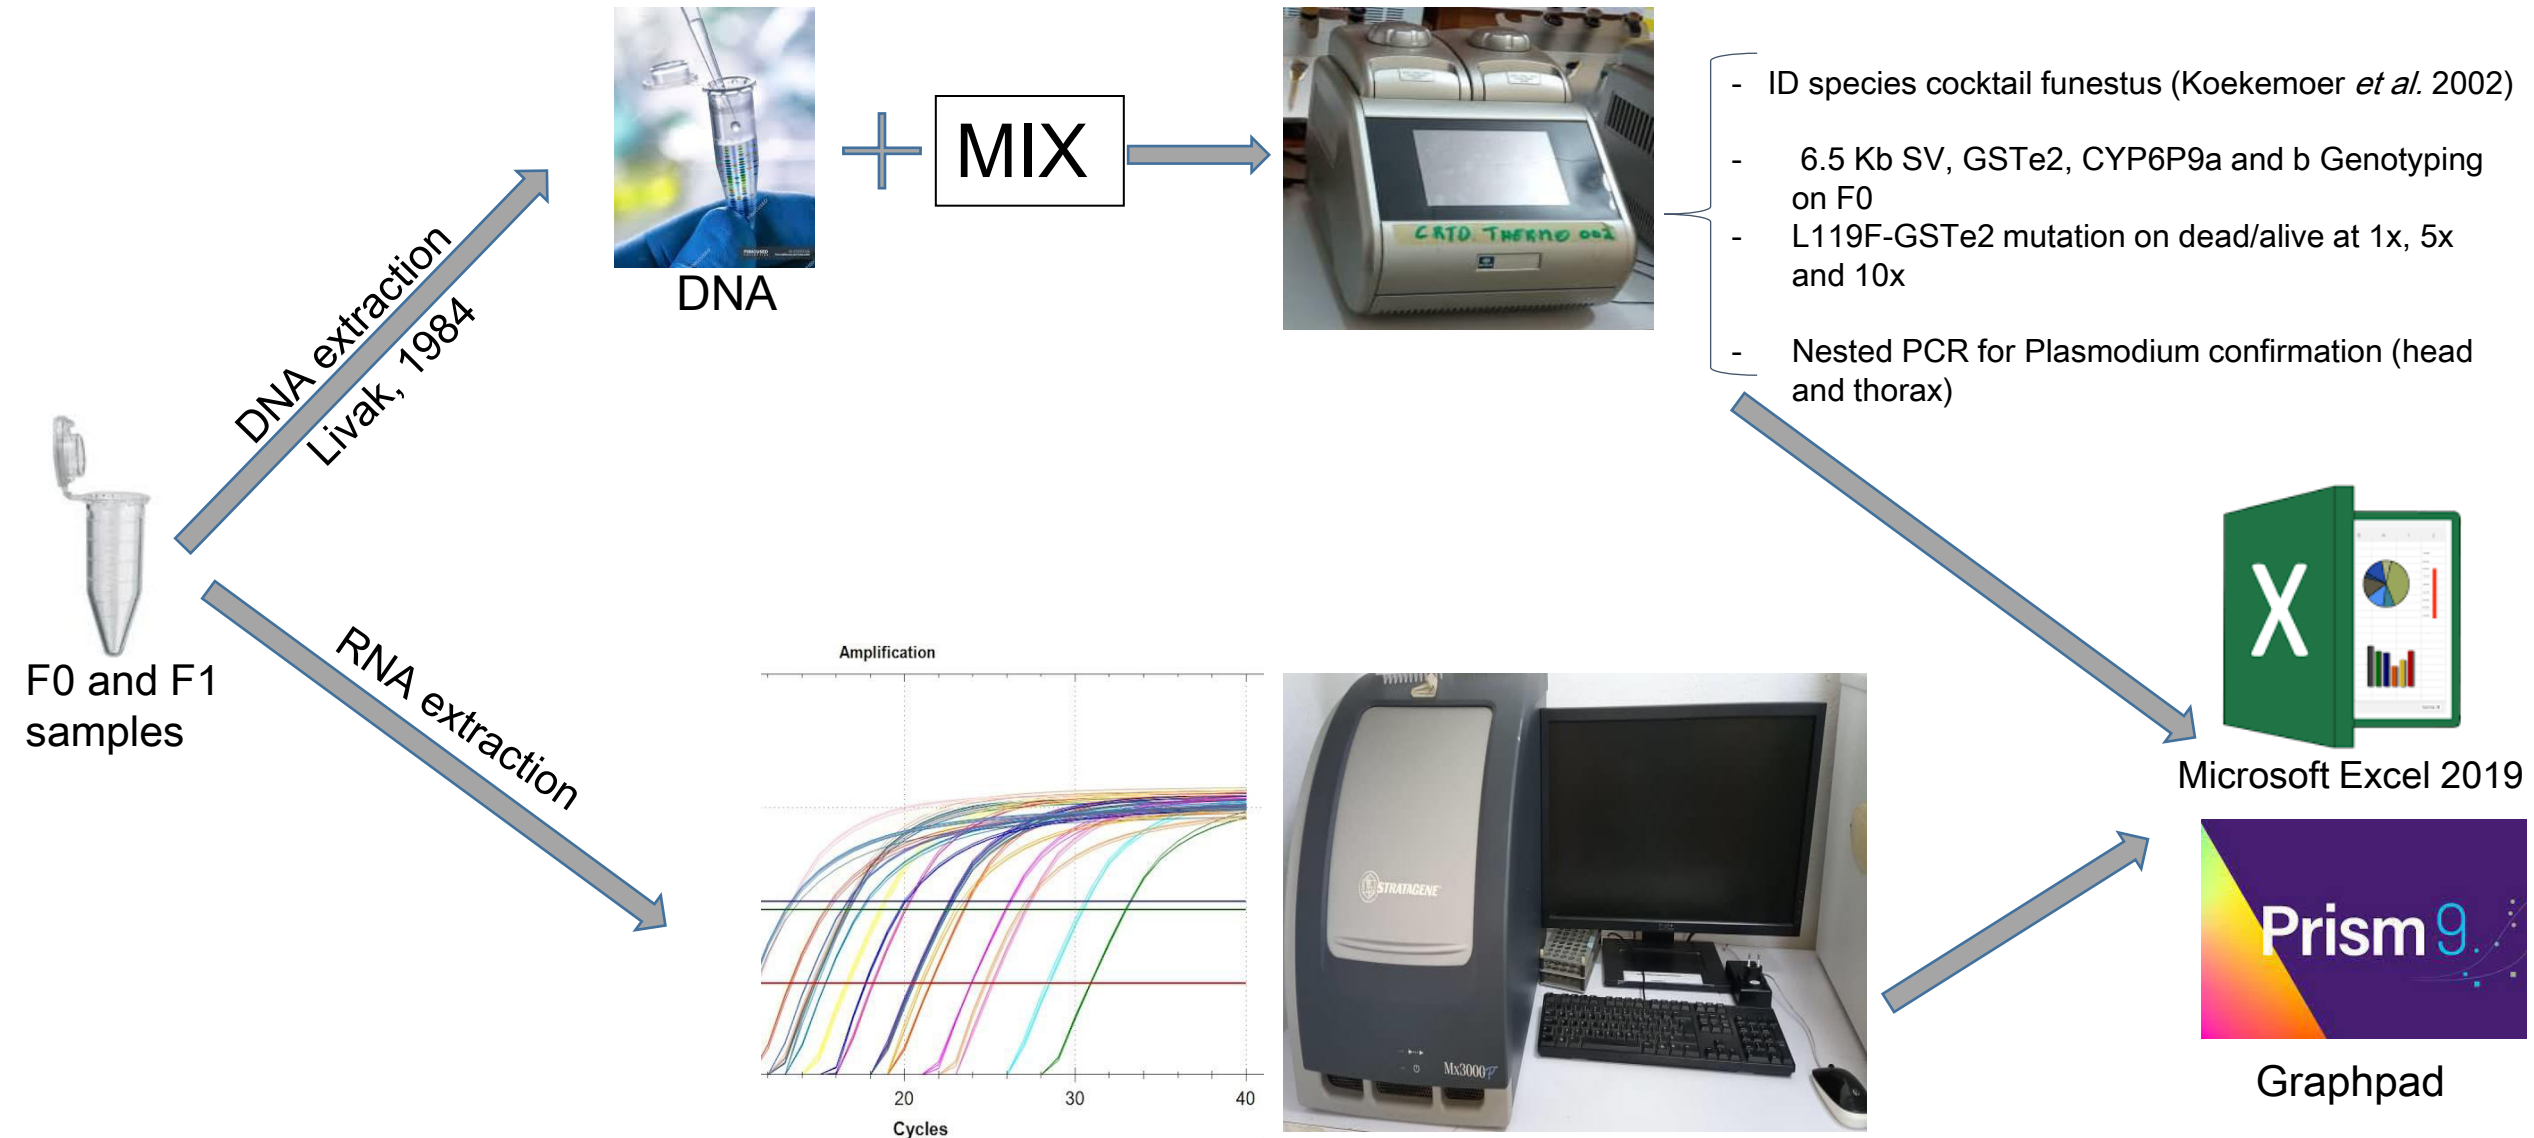 DNA extraction
Livak, 1984
DNA
MIX
CRID THERMO 002
- ID species cocktail funestus (Koekemoer et al. 2002)
- 6.5 Kb SV, GSTe2, CYP6P9a and b Genotyping
on F0
- L119F-GSTe2 mutation on dead/alive at 1x, 5x
and 10x
- Nested PCR for Plasmodium confirmation (head
and thorax)
F0 and F1
samples
RNA extraction
Amplification
20
30
40
Cycles
STRATAGENE
Mx3000P
X
Microsoft Excel 2019
Prism 9
Graphpad